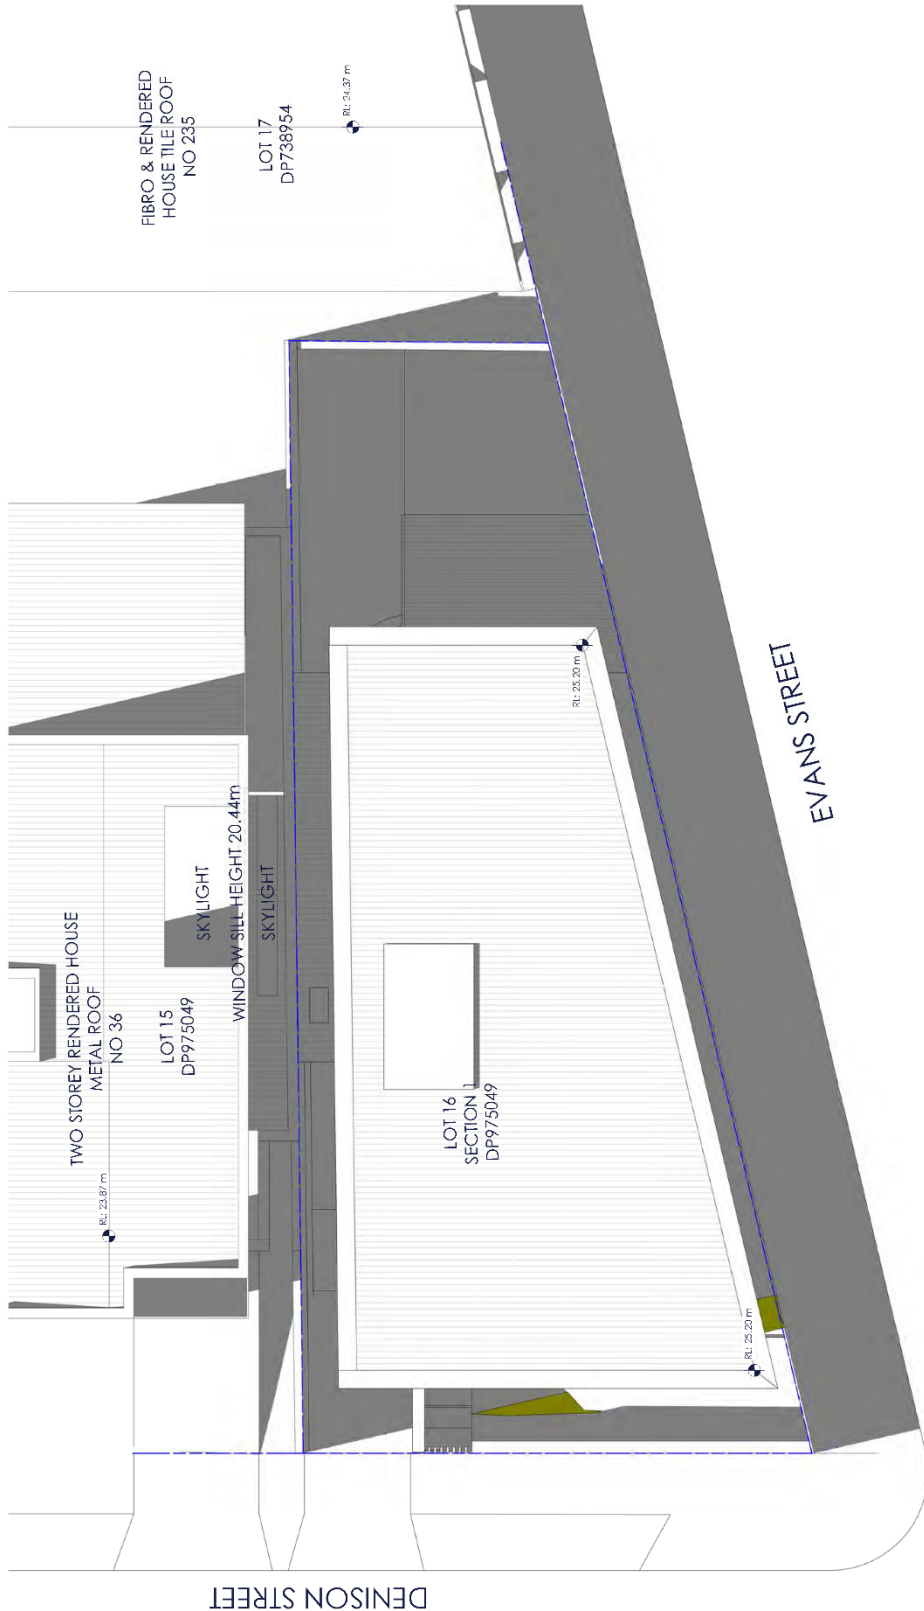 FIBRO & RENDERED
HOUSE TILE ROOF
NO 235
LOT 17
DP738954
RL: 24.37 m
EVANS STREET
RL: 25.20 m
SKYLIGHT
WINDOW SILL HEIGHT 20.44m
SKYLIGHT
TWO STOREY RENDERED HOUSE
METAL ROOF
NO 36
LOT 15
DP975049
RL: 23.87 m
LOT 16
SECTION 1
DP975049
RL: 25.20 m
DENISON STREET